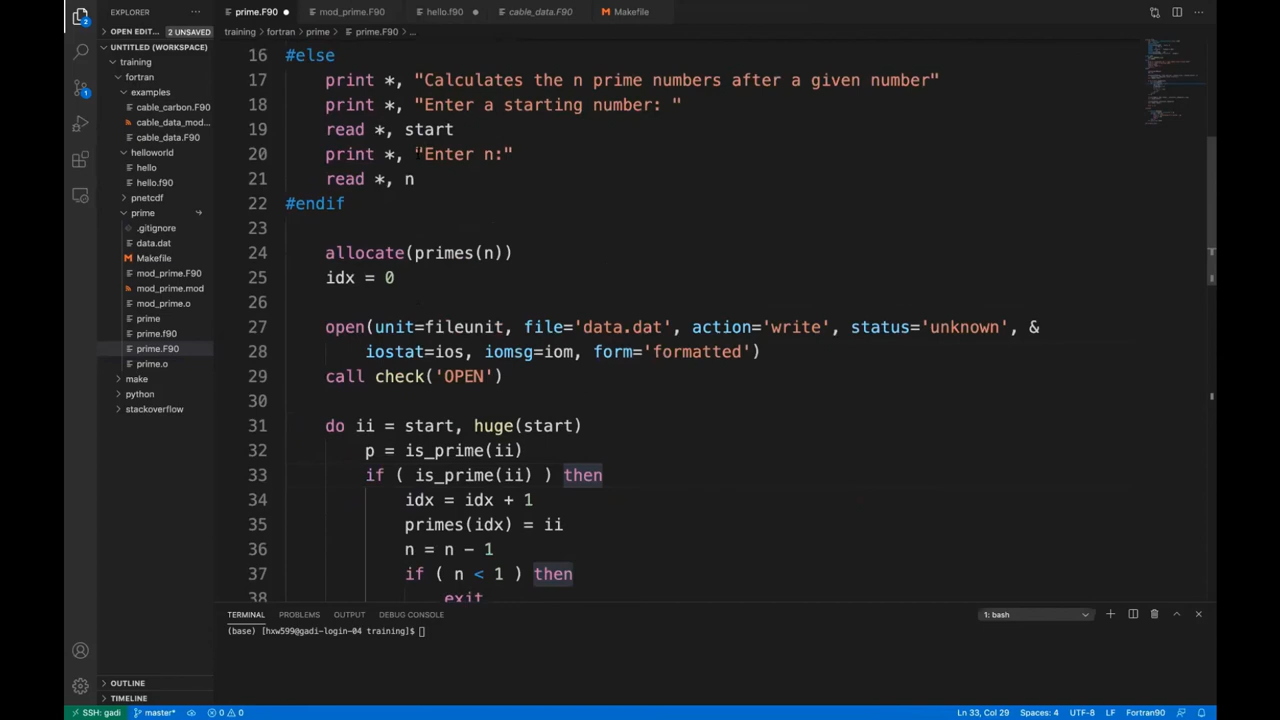 EXPLORER
···
prime.F90
mod_prime.F90
hello.f90
cable_data.F90
Makefile
OPEN EDIT... 2 UNSAVED
training
fortran
prime
prime.F90
...
UNTITLED (WORKSPACE)
training
fortran
examples
cable_carbon.F90
cable_data_mod...
cable_data.F90
helloworld
hello
hello.f90
pnetcdf
prime
.gitignore
data.dat
Makefile
mod_prime.F90
mod_prime.mod
mod_prime.o
prime
prime.f90
prime.F90
prime.o
make
python
stackoverflow
OUTLINE
TIMELINE
2
1
16 #else
17 print *, "Calculates the n prime numbers after a given number"
18 print *, "Enter a starting number: "
19 read *, start
20 print *, "Enter n:"
21 read *, n
22 #endif
23
24 allocate(primes(n))
25 idx = 0
26
27 open(unit=fileunit, file='data.dat', action='write', status='unknown', &
28 iostat=ios, iomsg=iom, form='formatted')
29 call check('OPEN')
30
31 do ii = start, huge(start)
32 p = is_prime(ii)
33 if ( is_prime(ii) ) then
34 idx = idx + 1
35 primes(idx) = ii
36 n = n - 1
37 if ( n < 1 ) then
38 exit
TERMINAL PROBLEMS OUTPUT DEBUG CONSOLE
1: bash
(base) [hxw599@gadi-login-04 training]$
SSH: gadi
master*
0
0
Ln 33, Col 29
Spaces: 4
UTF-8
LF
Fortran90